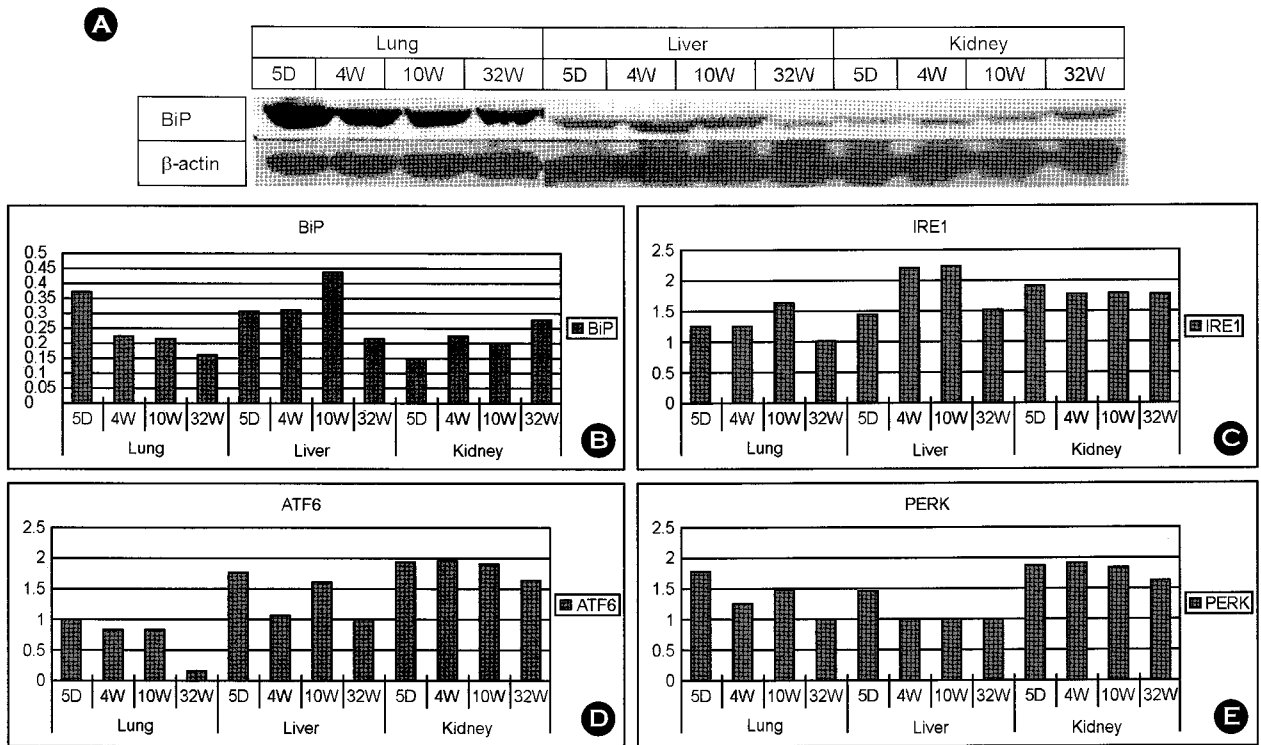 A
Lung Liver Kidney
5D 4W 10W 32W 5D 4W 10W 32W 5D 4W 10W 32W
BiP
β-actin
BiP
0.5
0.45
0.4
0.35
0.3
0.25
0.2
0.15
0.1
0.05
0
BiP
5D 4W 10W 32W 5D 4W 10W 32W 5D 4W 10W 32W
Lung Liver Kidney
B
IRE1
2.5
2
1.5
1
0.5
0
IRE1
5D 4W 10W 32W 5D 4W 10W 32W 5D 4W 10W 32W
Lung Liver Kidney
C
ATF6
2.5
2
1.5
1
0.5
0
ATF6
5D 4W 10W 32W 5D 4W 10W 32W 5D 4W 10W 32W
Lung Liver Kidney
D
PERK
2.5
2
1.5
1
0.5
0
PERK
5D 4W 10W 32W 5D 4W 10W 32W 5D 4W 10W 32W
Lung Liver Kidney
E